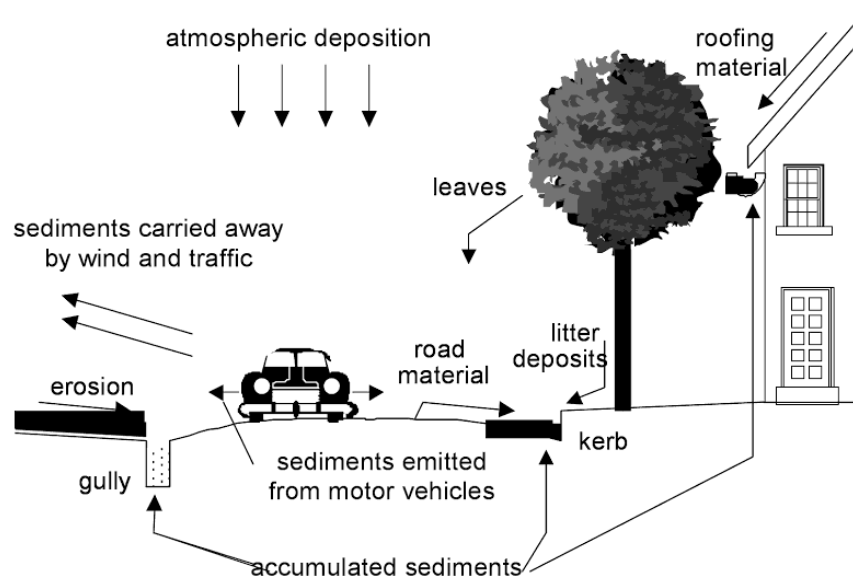 atmospheric deposition
roofing
material
leaves
sediments carried away
by wind and traffic
litter
deposits
road
material
erosion
kerb
sediments emitted
from motor vehicles
gully
accumulated sediments